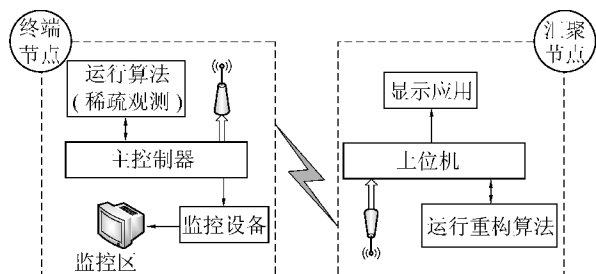 终端
节点
运行算法
(稀疏观测)
主控制器
监控设备
监控区
汇聚
节点
显示应用
上位机
运行重构算法